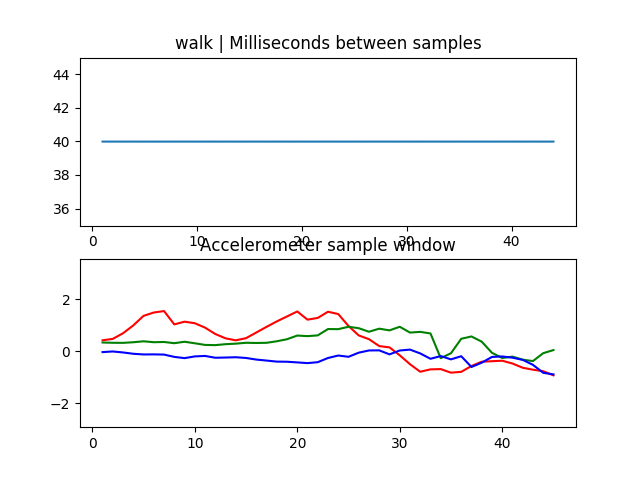 walk | Milliseconds between samples
44
42
40
38
36
0 10 20 30 40
Accelerometer sample window
2
0
−2
0 10 20 30 40